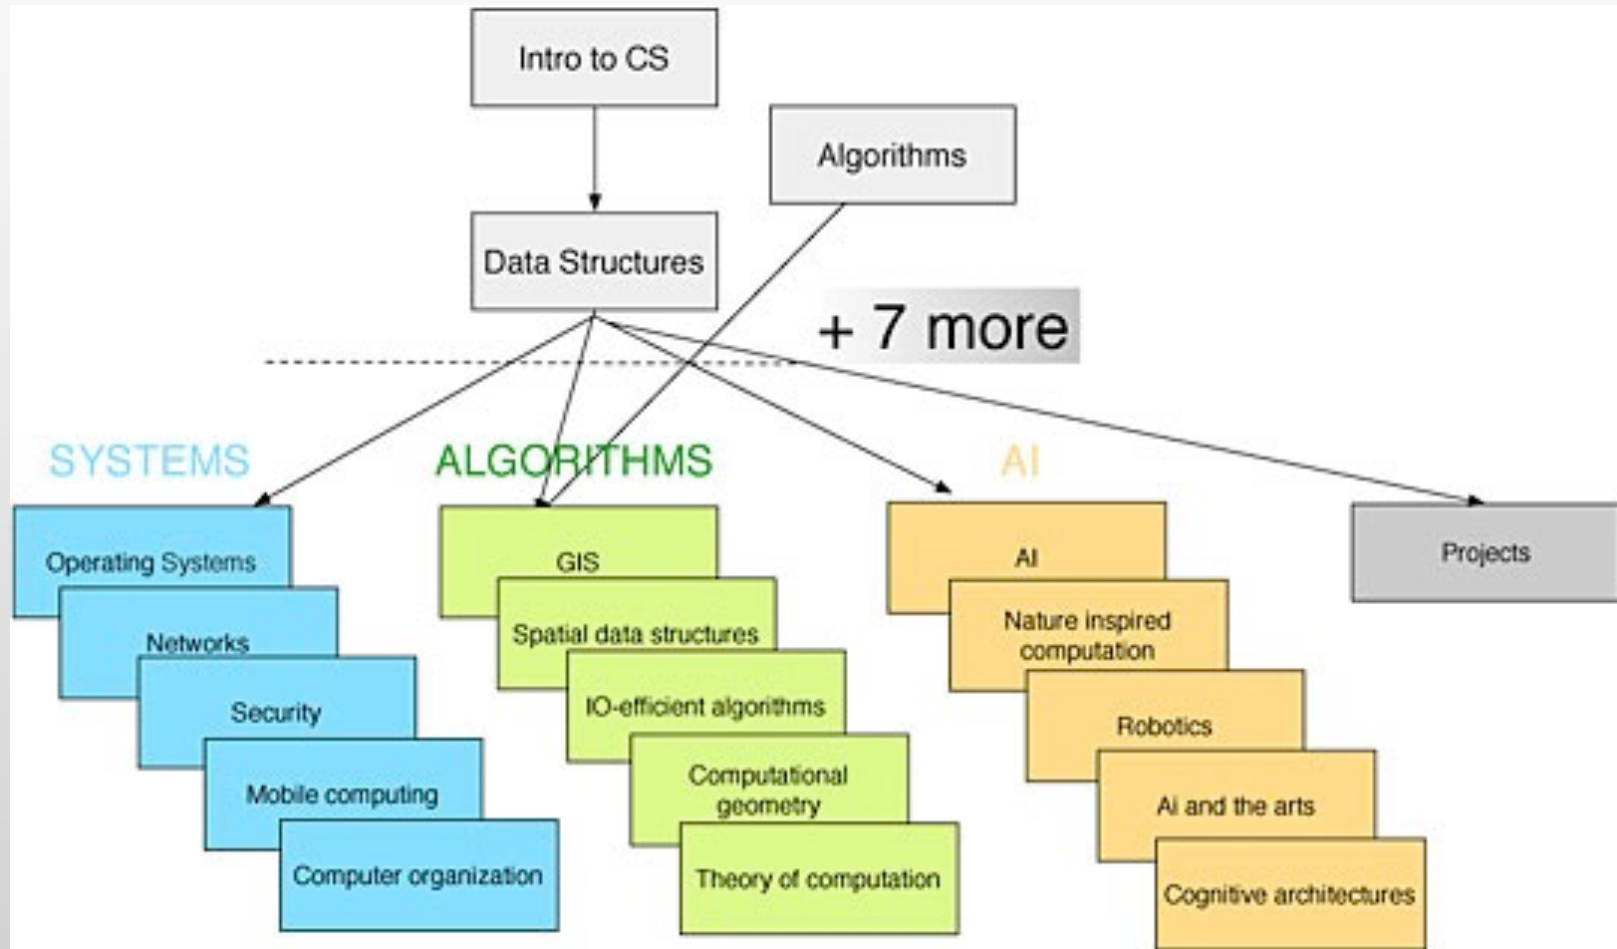 Intro to CS
Algorithms
Data Structures
+ 7 more
SYSTEMS
ALGORITHMS
AI
Operating Systems
Networks
Security
Mobile computing
Computer organization
GIS
Spatial data structures
IO-efficient algorithms
Computational
geometry
Theory of computation
AI
Nature inspired
computation
Robotics
Ai and the arts
Cognitive architectures
Projects